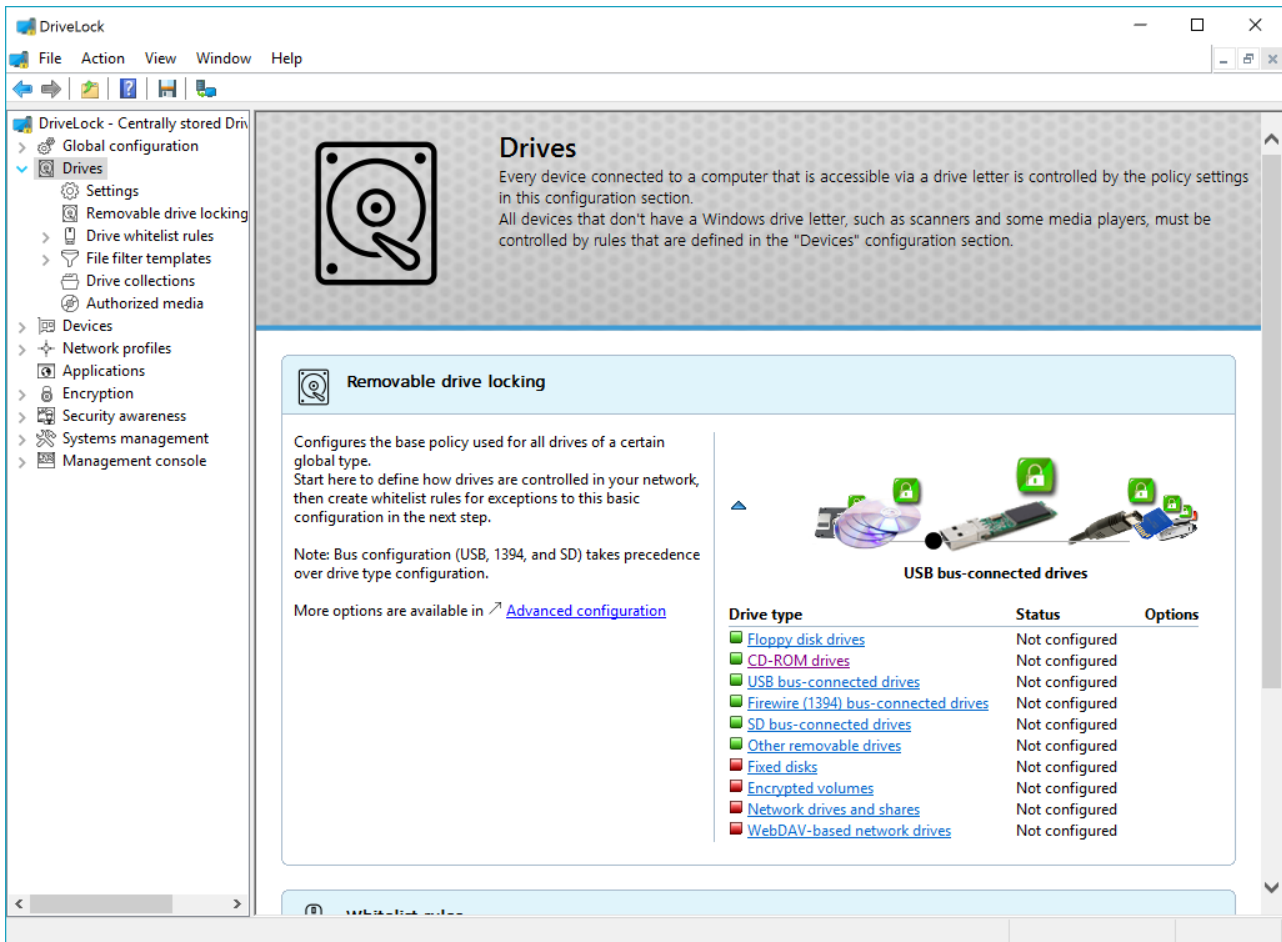 DriveLock
File Action View Window Help
DriveLock - Centrally stored Driv
Global configuration
Drives
Settings
Removable drive locking
Drive whitelist rules
File filter templates
Drive collections
Authorized media
Devices
Network profiles
Applications
Encryption
Security awareness
Systems management
Management console
Drives
Every device connected to a computer that is accessible via a drive letter is controlled by the policy settings
in this configuration section.
All devices that don't have a Windows drive letter, such as scanners and some media players, must be
controlled by rules that are defined in the "Devices" configuration section.
Removable drive locking
Configures the base policy used for all drives of a certain
global type.
Start here to define how drives are controlled in your network,
then create whitelist rules for exceptions to this basic
configuration in the next step.
Note: Bus configuration (USB, 1394, and SD) takes precedence
over drive type configuration.
More options are available in Advanced configuration
USB bus-connected drives
Drive type Status Options
Floppy disk drives Not configured
CD-ROM drives Not configured
USB bus-connected drives Not configured
Firewire (1394) bus-connected drives Not configured
SD bus-connected drives Not configured
Other removable drives Not configured
Fixed disks Not configured
Encrypted volumes Not configured
Network drives and shares Not configured
WebDAV-based network drives Not configured
Whitelist rules